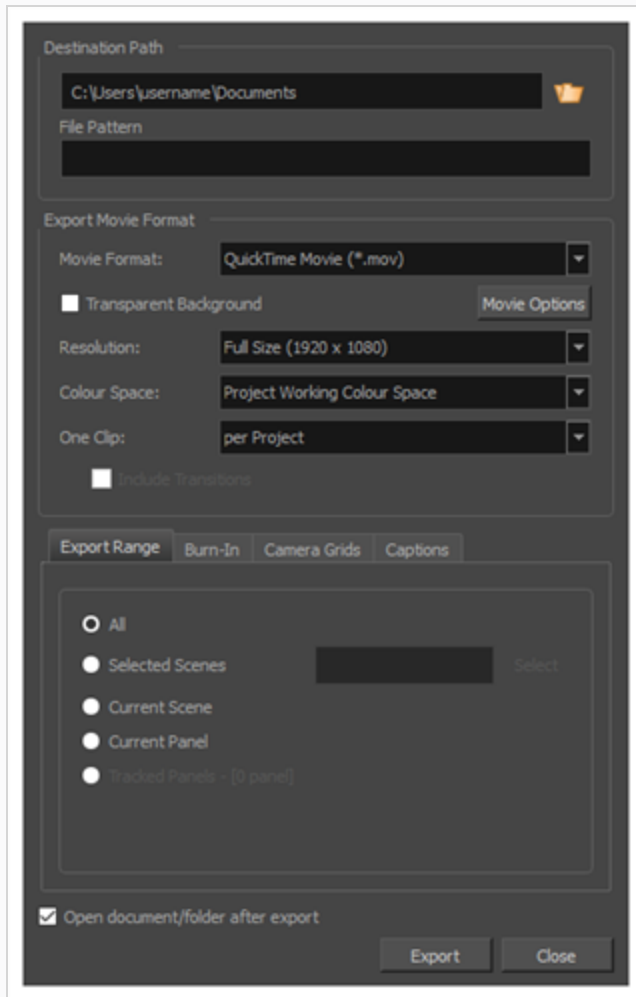 Destination Path
C:\Users\username\Documents
File Pattern
Export Movie Format
Movie Format: QuickTime Movie (*.mov)
Transparent Background Movie Options
Resolution: Full Size (1920 x 1080)
Colour Space: Project Working Colour Space
One Clip: per Project
Include Transitions
Export Range Burn-In Camera Grids Captions
All
Selected Scenes Select
Current Scene
Current Panel
Tracked Panels - [0 panel]
Open document/folder after export
Export Close